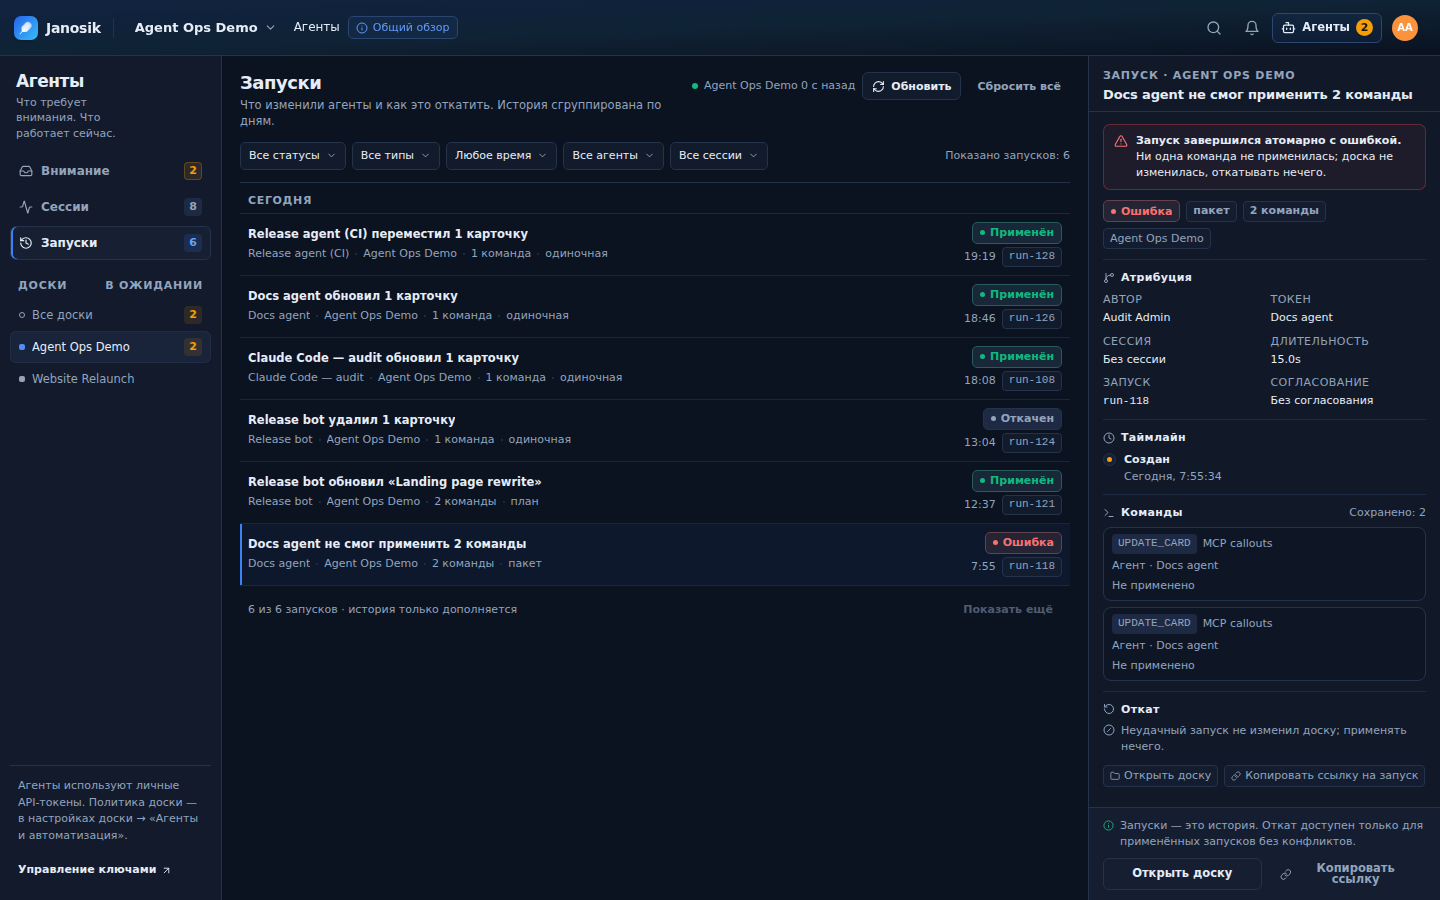 Janosik
Agent Ops Demo
Агенты
Общий обзор
Агенты 2
AA
Агенты
Что требует
внимания. Что
работает сейчас.
Внимание 2
Сессии 8
Запуски 6
ДОСКИ В ОЖИДАНИИ
Все доски 2
Agent Ops Demo 2
Website Relaunch
Агенты используют личные
API-токены. Политика доски —
в настройках доски → «Агенты
и автоматизация».
Управление ключами
Запуски
Что изменили агенты и как это откатить. История сгруппирована по
дням.
Agent Ops Demo 0 с назад
Обновить
Сбросить всё
Все статусы
Все типы
Любое время
Все агенты
Все сессии
Показано запусков: 6
СЕГОДНЯ
Release agent (CI) переместил 1 карточку
Применён
Release agent (CI) · Agent Ops Demo · 1 команда · одиночная
19:19 run-128
Docs agent обновил 1 карточку
Применён
Docs agent · Agent Ops Demo · 1 команда · одиночная
18:46 run-126
Claude Code — audit обновил 1 карточку
Применён
Claude Code — audit · Agent Ops Demo · 1 команда · одиночная
18:08 run-108
Release bot удалил 1 карточку
Откачен
Release bot · Agent Ops Demo · 1 команда · одиночная
13:04 run-124
Release bot обновил «Landing page rewrite»
Применён
Release bot · Agent Ops Demo · 2 команды · план
12:37 run-121
Docs agent не смог применить 2 команды
Ошибка
Docs agent · Agent Ops Demo · 2 команды · пакет
7:55 run-118
6 из 6 запусков · история только дополняется
Показать ещё
ЗАПУСК · AGENT OPS DEMO
Docs agent не смог применить 2 команды
Запуск завершился атомарно с ошибкой.
Ни одна команда не применилась; доска не
изменилась, откатывать нечего.
Ошибка пакет 2 команды
Agent Ops Demo
Атрибуция
АВТОР ТОКЕН
Audit Admin Docs agent
СЕССИЯ ДЛИТЕЛЬНОСТЬ
Без сессии 15.0s
ЗАПУСК СОГЛАСОВАНИЕ
run-118 Без согласования
Таймлайн
Создан
Сегодня, 7:55:34
Команды Сохранено: 2
UPDATE_CARD MCP callouts
Агент · Docs agent
Не применено
UPDATE_CARD MCP callouts
Агент · Docs agent
Не применено
Откат
Неудачный запуск не изменил доску; применять
нечего.
Открыть доску Копировать ссылку на запуск
Запуски — это история. Откат доступен только для
применённых запусков без конфликтов.
Открыть доску
Копировать
ссылку